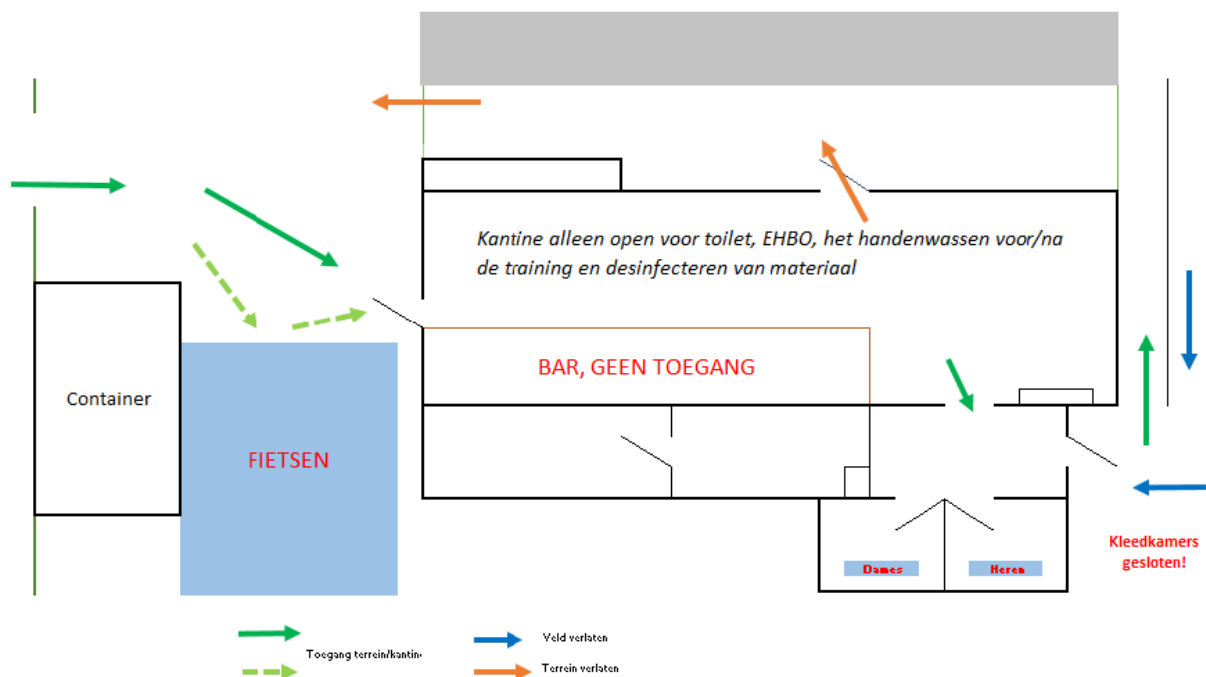 Kantine alleen open voor toilet, EHBO, het handenwassen voor/na
de training en desinfecteren van materiaal
BAR, GEEN TOEGANG
Container
FIETSEN
Kleedkamers
gesloten!
Dames
Heren
Toegang terrein/kantin
Veld verlaten
Terrein verlaten